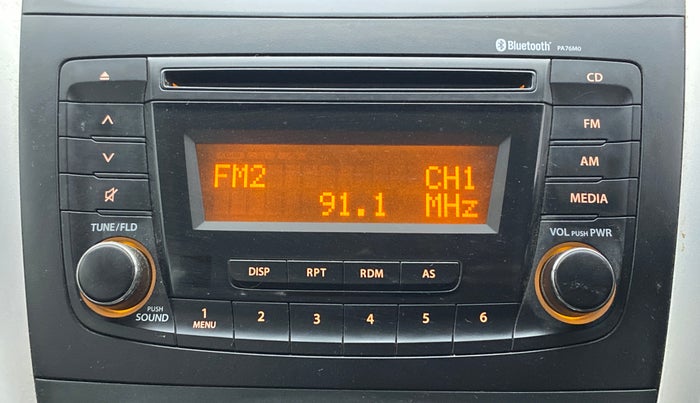 Bluetooth PA76M0
CD
FM2 CH1
91.1 MHz
FM
AM
MEDIA
TUNE/FLD
VOL PUSH PWR
DISP RPT RDM AS
PUSH
SOUND
1 2 3 4 5 6
MENU